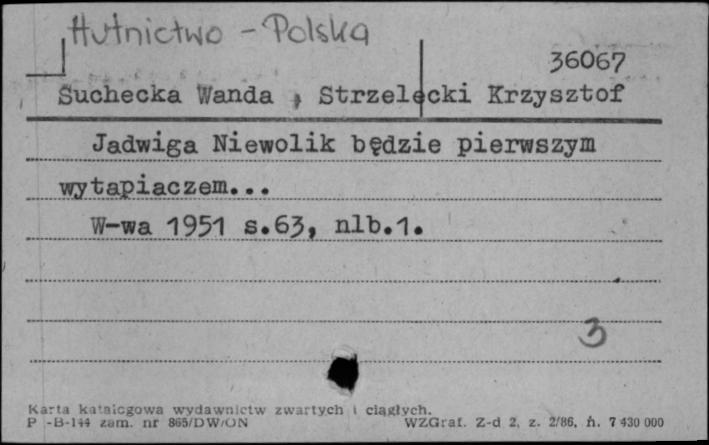 Hutnictwo - Polska
36067
Suchecka Wanda , Strzelecki Krzysztof
Jadwiga Niewolik będzie pierwszym
wytapiaczem...
W-wa 1951 s.63, nlb.1.
3
Karta katalogowa wydawnictw zwartych i ciągłych.
P -B-144 zam. nr 865/DW/ON WZGraf. Z-d 2, z. 2/86, n. 7 430 000